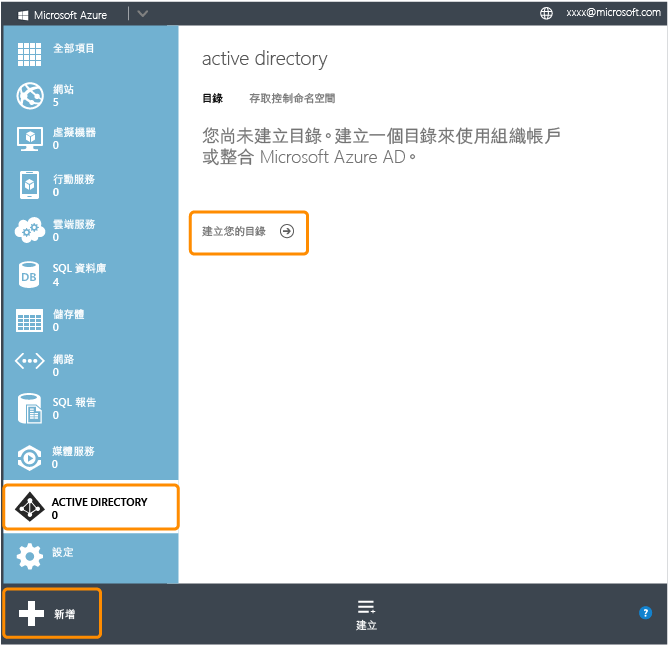 Microsoft Azure
xxxx@microsoft.com
全部項目
網站
5
虛擬機器
0
行動服務
0
雲端服務
0
DB
SQL 資料庫
4
儲存體
0
網路
0
SQL 報告
0
媒體服務
0
ACTIVE DIRECTORY
0
設定
active directory
目錄 存取控制命名空間
您尚未建立目錄。建立一個目錄來使用組織帳戶
或整合 Microsoft Azure AD。
建立您的目錄
新增
建立
?